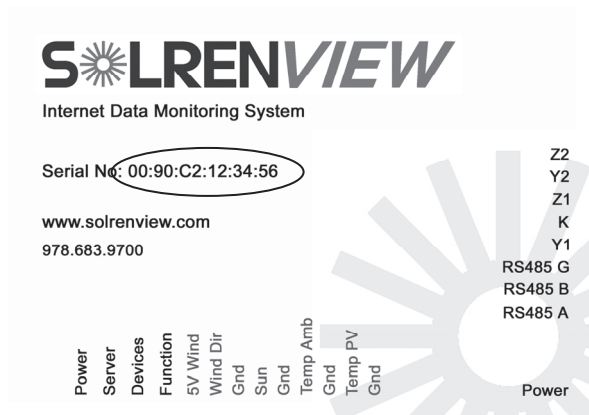 SOLRENVIEW
Internet Data Monitoring System
Serial No: 00:90:C2:12:34:56
www.solrenview.com
978.683.9700
Z2
Y2
Z1
K
Y1
RS485 G
RS485 B
RS485 A
Power
Server
Devices
Function
5V Wind
Wind Dir
Gnd
Sun
Gnd
Temp Amb
Gnd
Temp PV
Gnd
Power